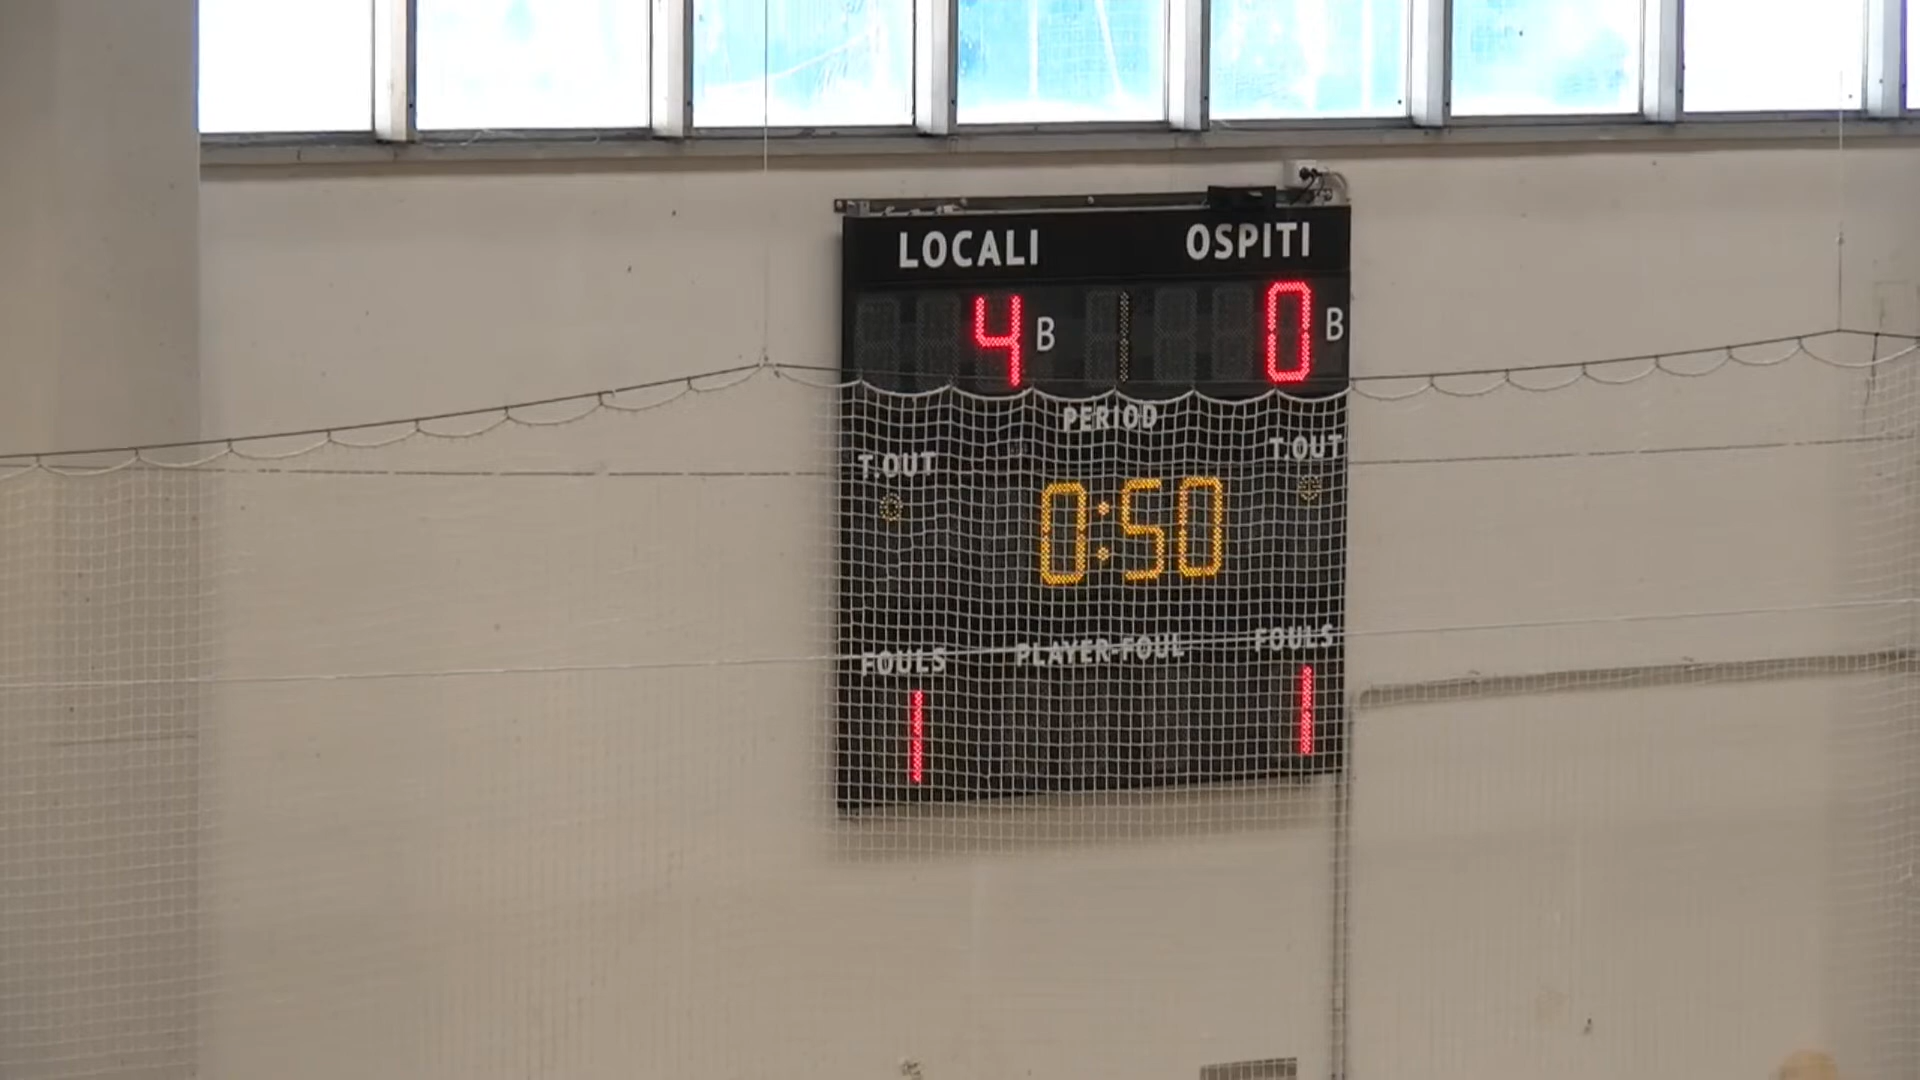 LOCALI OSPITI
4 B 0 B
PERIOD
T.OUT T.OUT
0:50
FOULS PLAYER-FOUL FOULS
1 1